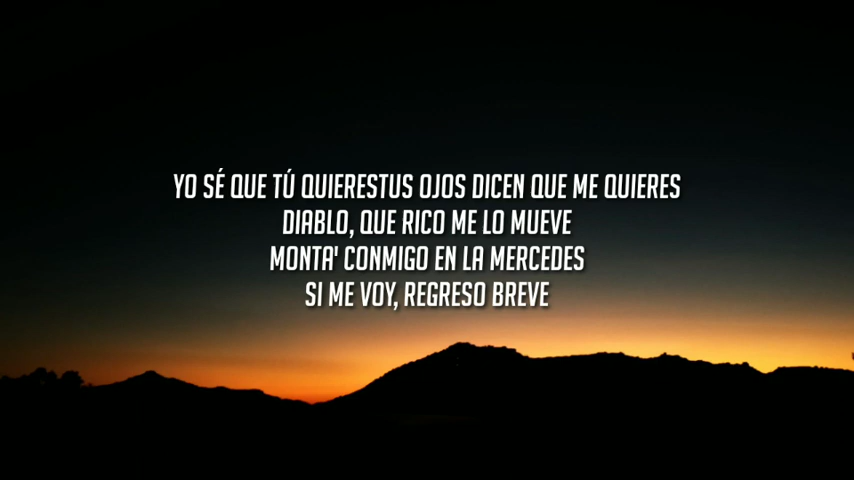 YO SÉ QUE TÚ QUIERESTUS OJOS DICEN QUE ME QUIERES
DIABLO, QUE RICO ME LO MUEVE
MONTA' CONMIGO EN LA MERCEDES
SI ME VOY, REGRESO BREVE